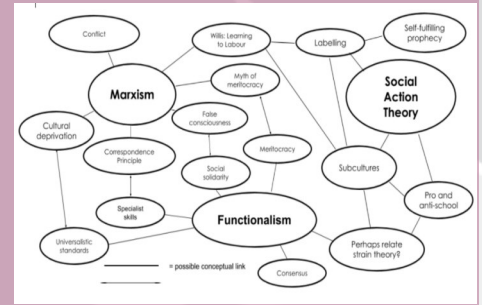 Conflict
Willis: Learning
to Labour
Labelling
Self-fulfilling
prophecy
Marxism
Myth of
meritocracy
Social
Action
Theory
False
consciousness
Cultural
deprivation
Correspondence
Principle
Meritocracy
Social
solidarity
Subcultures
Specialist
skills
Functionalism
Pro and
anti-school
Universalistic
standards
Perhaps relate
strain theory?
= possible conceptual link
Consensus